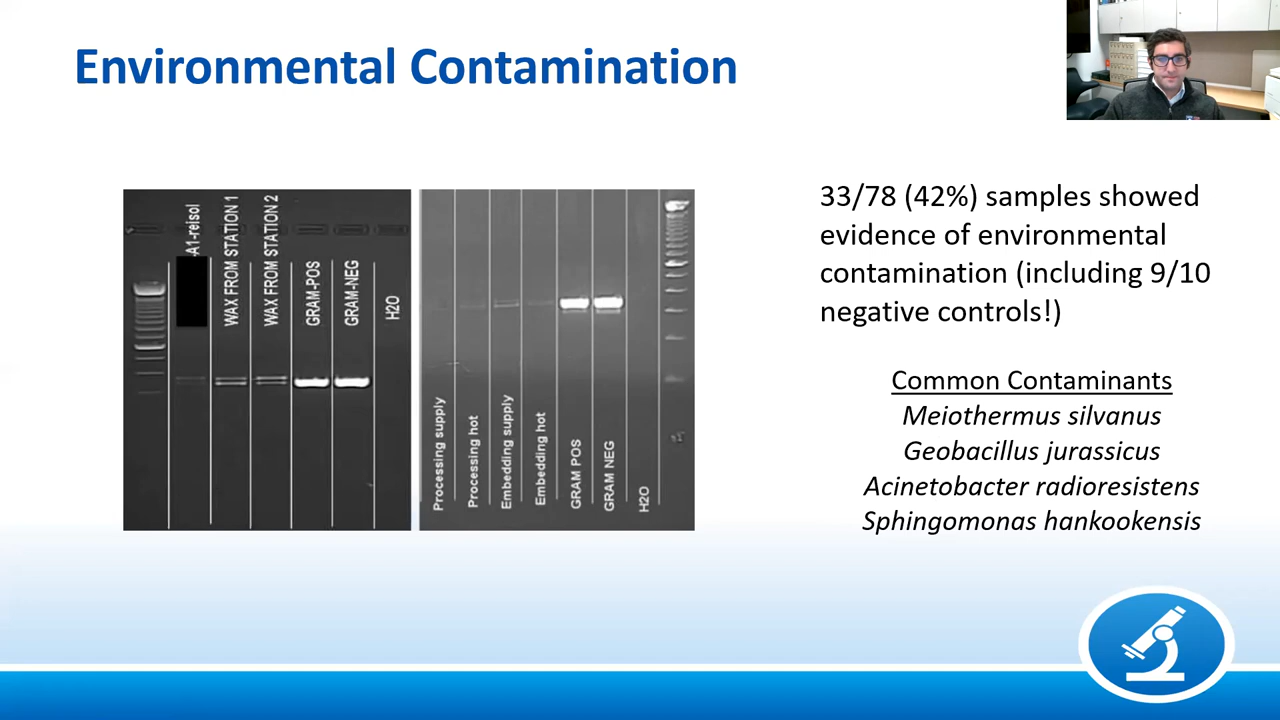 Environmental Contamination
A1-reisol
WAX FROM STATION 1
WAX FROM STATION 2
GRAM-POS
GRAM-NEG
H2O
Processing supply
Processing hot
Embedding supply
Embedding hot
GRAM POS
GRAM NEG
H2O
33/78 (42%) samples showed
evidence of environmental
contamination (including 9/10
negative controls!)
Common Contaminants
Meiothermus silvanus
Geobacillus jurassicus
Acinetobacter radioresistens
Sphingomonas hankookensis